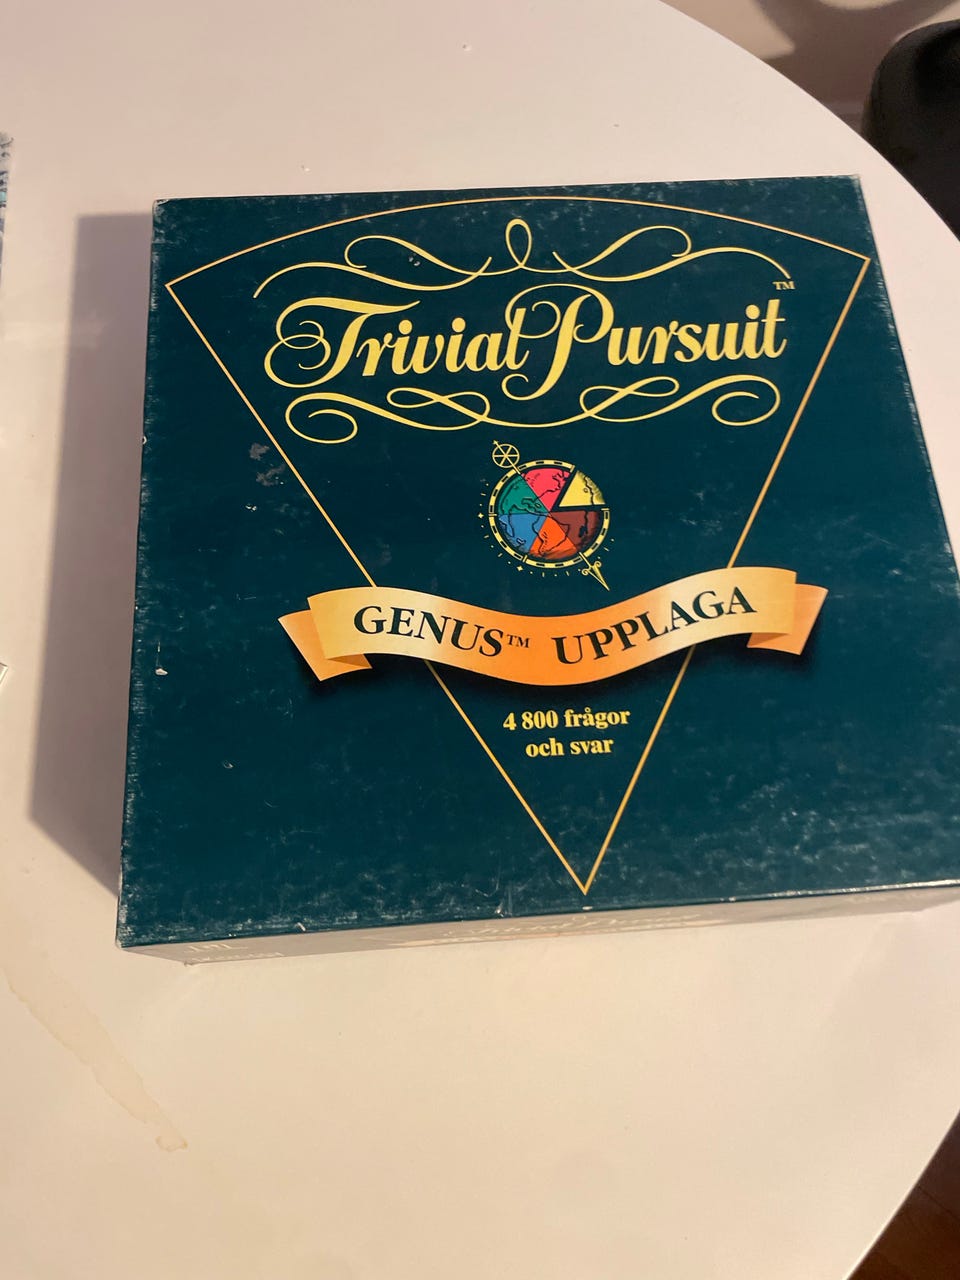 Trivial Pursuit™
GENUS™ UPPLAGA
4 800 frågor
och svar